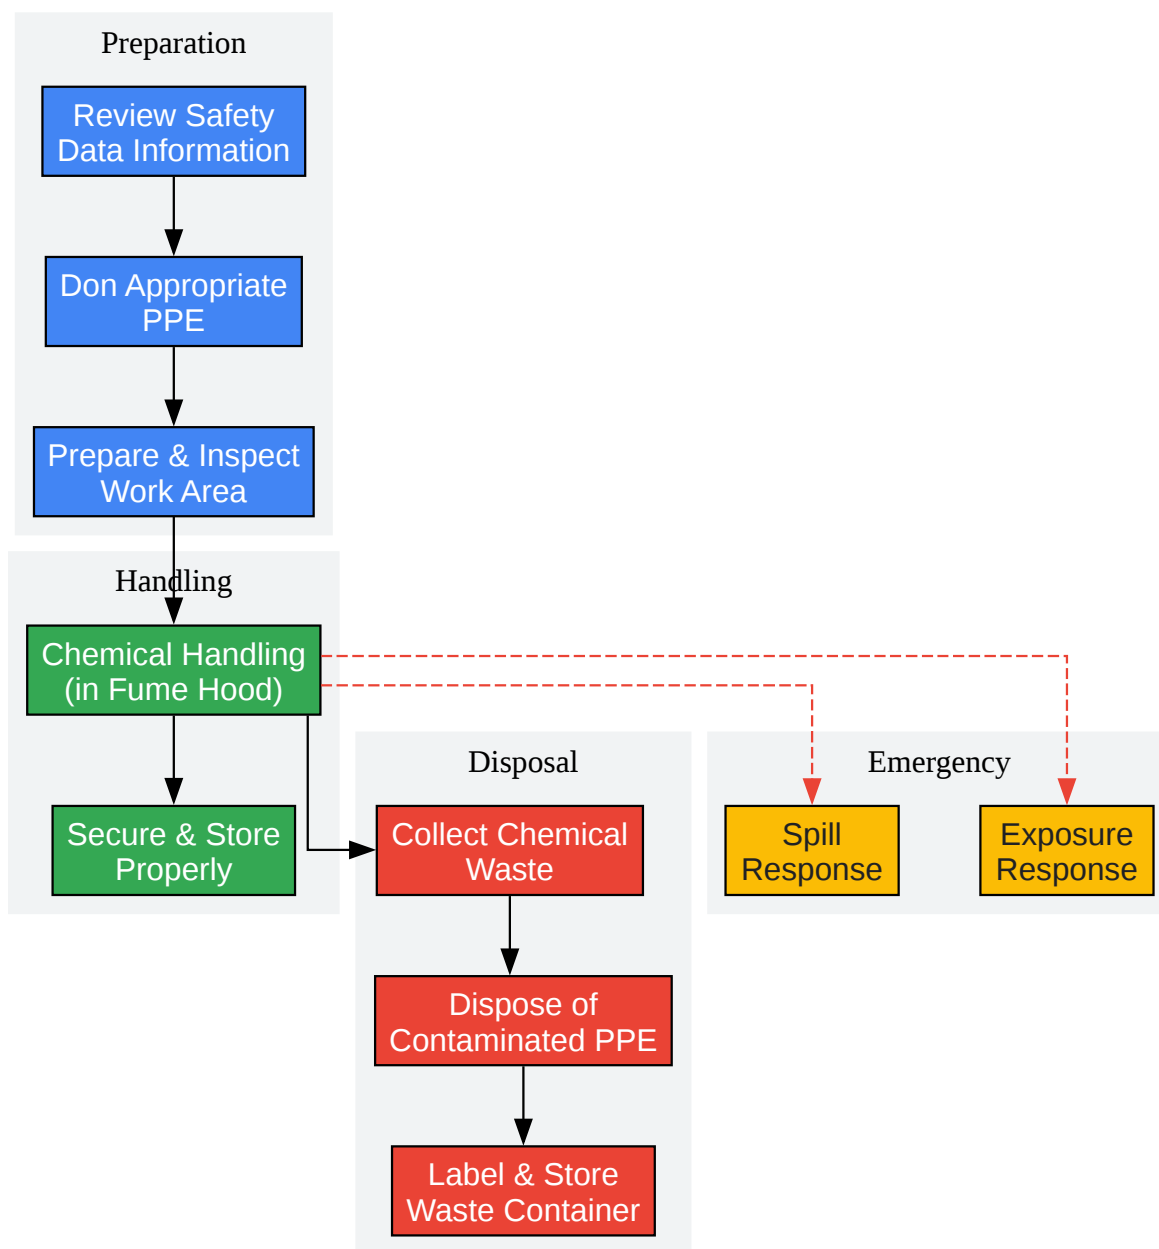 Preparation
Review Safety
Data Information
Don Appropriate
PPE
Prepare & Inspect
Work Area
Handling
Chemical Handling
(in Fume Hood)
Secure & Store
Properly
Disposal
Collect Chemical
Waste
Dispose of
Contaminated PPE
Label & Store
Waste Container
Emergency
Spill
Response
Exposure
Response